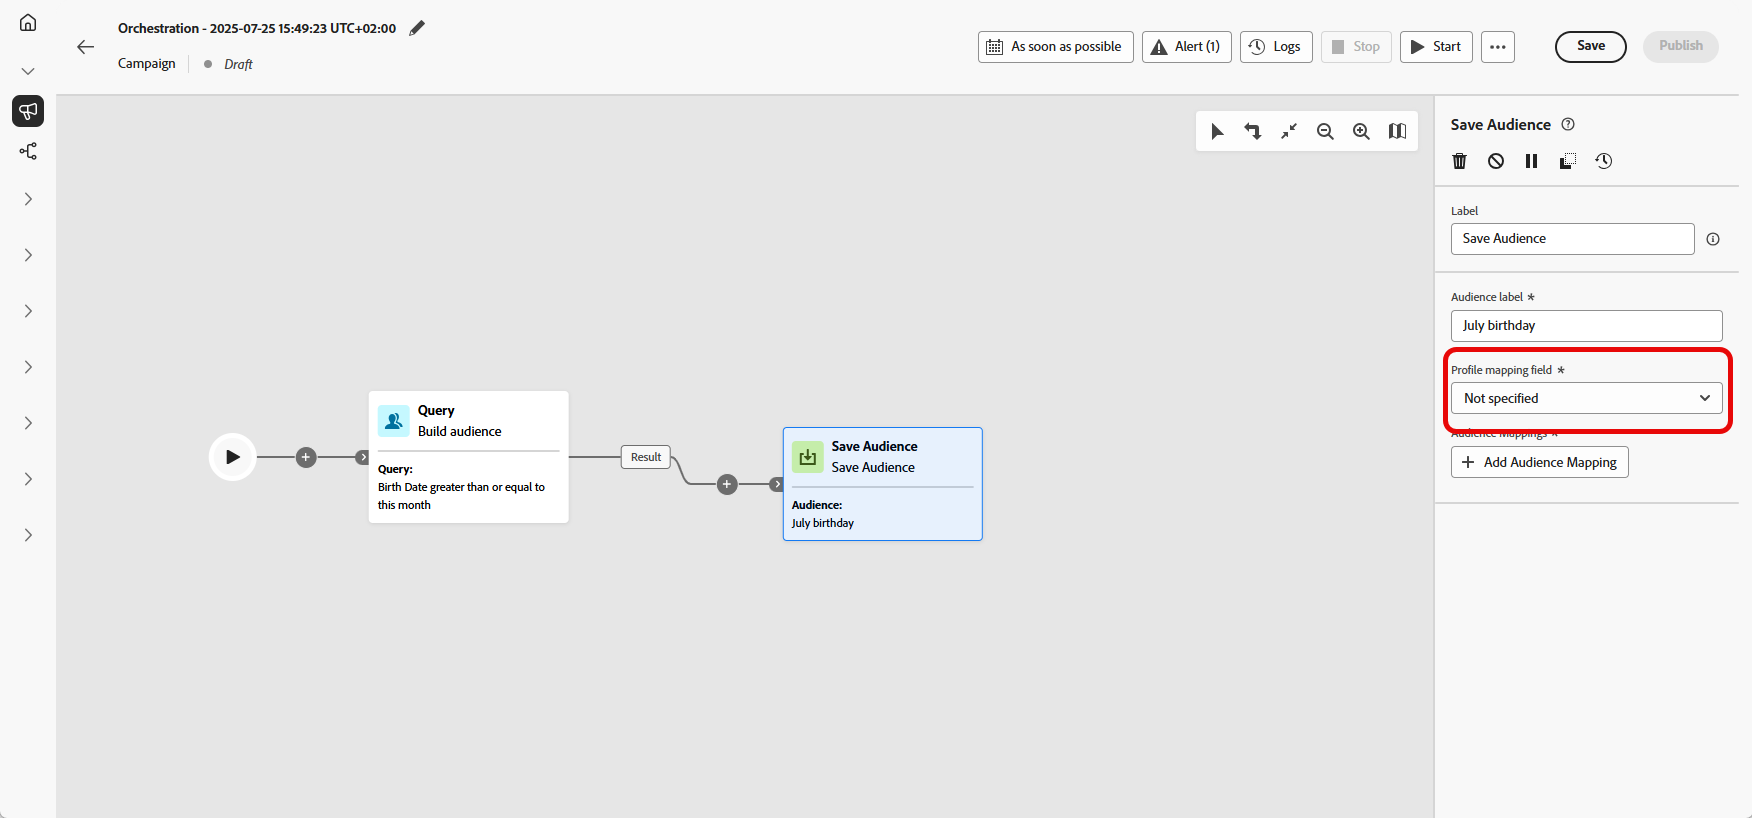 Orchestration - 2025-07-25 15:49:23 UTC+02:00
Campaign
Draft
As soon as possible
Alert (1)
Logs
Stop
Start
Save
Publish
Query
Build audience
Query:
Birth Date greater than or equal to
this month
Result
Save Audience
Save Audience
Audience:
July birthday
Save Audience
Label
Save Audience
Audience label *
July birthday
Profile mapping field *
Not specified
Audience Mappings *
Add Audience Mapping